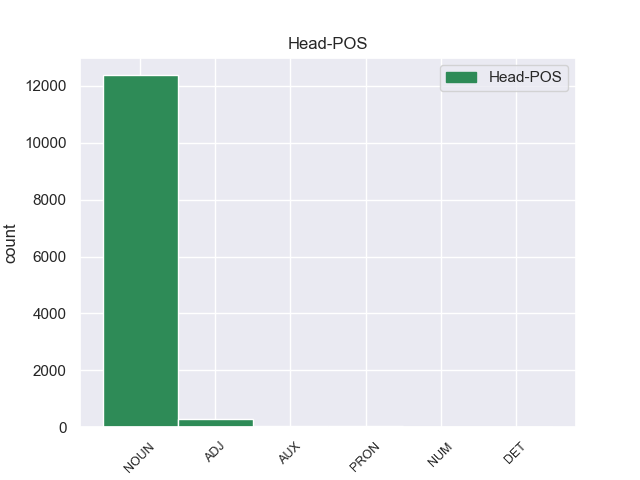 Head-POS
Head-POS
12000
10000
8000
6000
4000
2000
0
count
NOUN
ADJ
AUX
PRON
NUM
DET